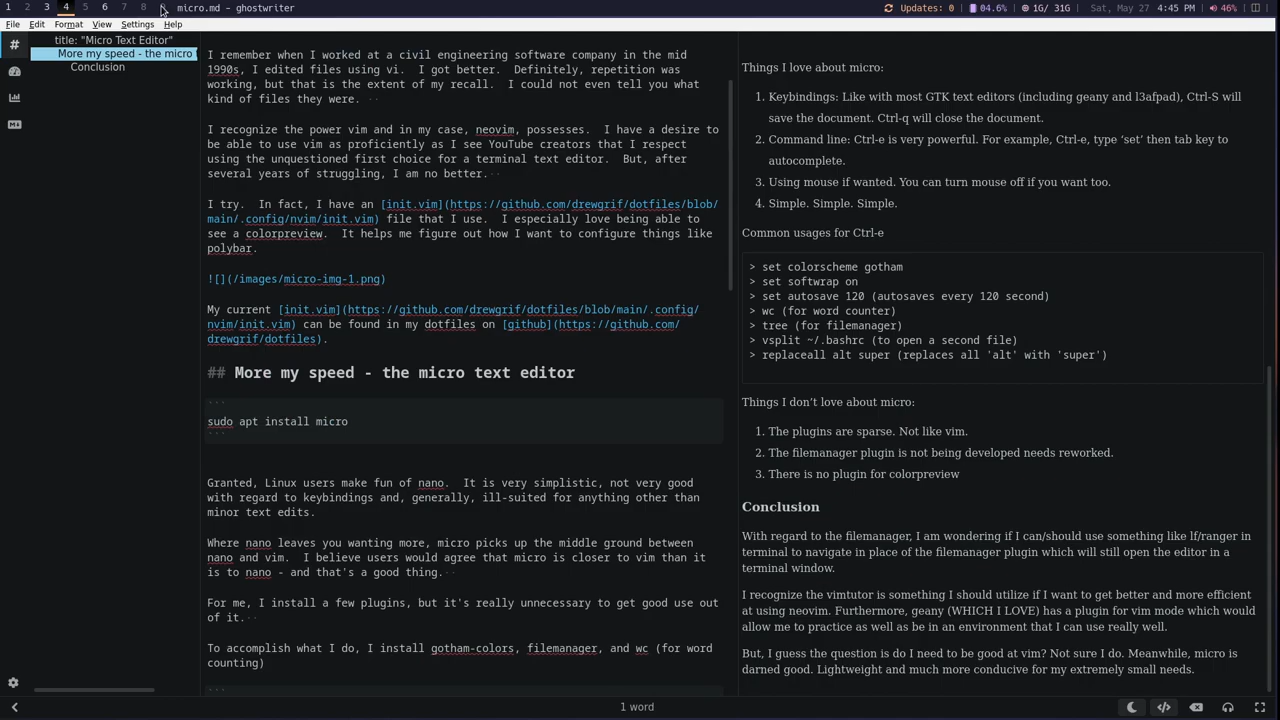 1 2 3 4 5 6 7 8 micro.md - ghostwriter Updates: 0 04.6% 1G/ 31G Sat, May 27 4:45 PM 46%
File Edit Format View Settings Help
title: "Micro Text Editor"
More my speed - the micro
Conclusion
I remember when I worked at a civil engineering software company in the mid
1990s, I edited files using vi. I got better. Definitely, repetition was
working, but that is the extent of my recall. I could not even tell you what
kind of files they were.
I recognize the power vim and in my case, neovim, possesses. I have a desire to
be able to use vim as proficiently as I see YouTube creators that I respect
using the unquestioned first choice for a terminal text editor. But, after
several years of struggling, I am no better.
I try. In fact, I have an [init.vim](https://github.com/drewgrif/dotfiles/blob/
main/.config/nvim/init.vim) file that I use. I especially love being able to
see a colorpreview. It helps me figure out how I want to configure things like
polybar.
![](/images/micro-img-1.png)
My current [init.vim](https://github.com/drewgrif/dotfiles/blob/main/.config/
nvim/init.vim) can be found in my dotfiles on [github](https://github.com/
drewgrif/dotfiles).
## More my speed - the micro text editor
```
sudo apt install micro
```
Granted, Linux users make fun of nano. It is very simplistic, not very good
with regard to keybindings and, generally, ill-suited for anything other than
minor text edits.
Where nano leaves you wanting more, micro picks up the middle ground between
nano and vim. I believe users would agree that micro is closer to vim than it
is to nano - and that's a good thing.
For me, I install a few plugins, but it's really unnecessary to get good use out
of it.
To accomplish what I do, I install gotham-colors, filemanager, and wc (for word
counting)
```
Things I love about micro:
1. Keybindings: Like with most GTK text editors (including geany and l3afpad), Ctrl-S will
save the document. Ctrl-q will close the document.
2. Command line: Ctrl-e is very powerful. For example, Ctrl-e, type ‘set’ then tab key to
autocomplete.
3. Using mouse if wanted. You can turn mouse off if you want too.
4. Simple. Simple. Simple.
Common usages for Ctrl-e
> set colorscheme gotham
> set softwrap on
> set autosave 120 (autosaves every 120 second)
> wc (for word counter)
> tree (for filemanager)
> vsplit ~/.bashrc (to open a second file)
> replaceall alt super (replaces all 'alt' with 'super')
Things I don’t love about micro:
1. The plugins are sparse. Not like vim.
2. The filemanager plugin is not being developed needs reworked.
3. There is no plugin for colorpreview
Conclusion
With regard to the filemanager, I am wondering if I can/should use something like lf/ranger in
terminal to navigate in place of the filemanager plugin which will still open the editor in a
terminal window.
I recognize the vimtutor is something I should utilize if I want to get better and more efficient
at using neovim. Furthermore, geany (WHICH I LOVE) has a plugin for vim mode which would
allow me to practice as well as be in an environment that I can use really well.
But, I guess the question is do I need to be good at vim? Not sure I do. Meanwhile, micro is
darned good. Lightweight and much more conducive for my extremely small needs.
1 word